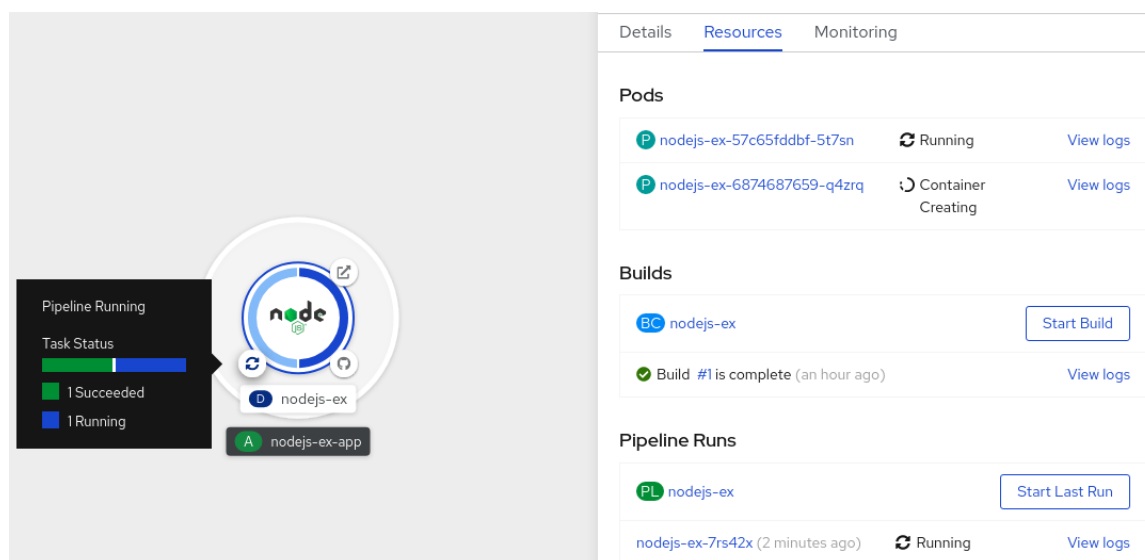 Details Resources Monitoring
Pods
P nodejs-ex-57c65fddbf-5t7sn Running View logs
P nodejs-ex-6874687659-q4zrq Container Creating View logs
Builds
BC nodejs-ex Start Build
Build #1 is complete (an hour ago) View logs
Pipeline Runs
PL nodejs-ex Start Last Run
nodejs-ex-7rs42x (2 minutes ago) Running View logs
Pipeline Running
Task Status
1 Succeeded
1 Running
node
JS
D nodejs-ex
A nodejs-ex-app